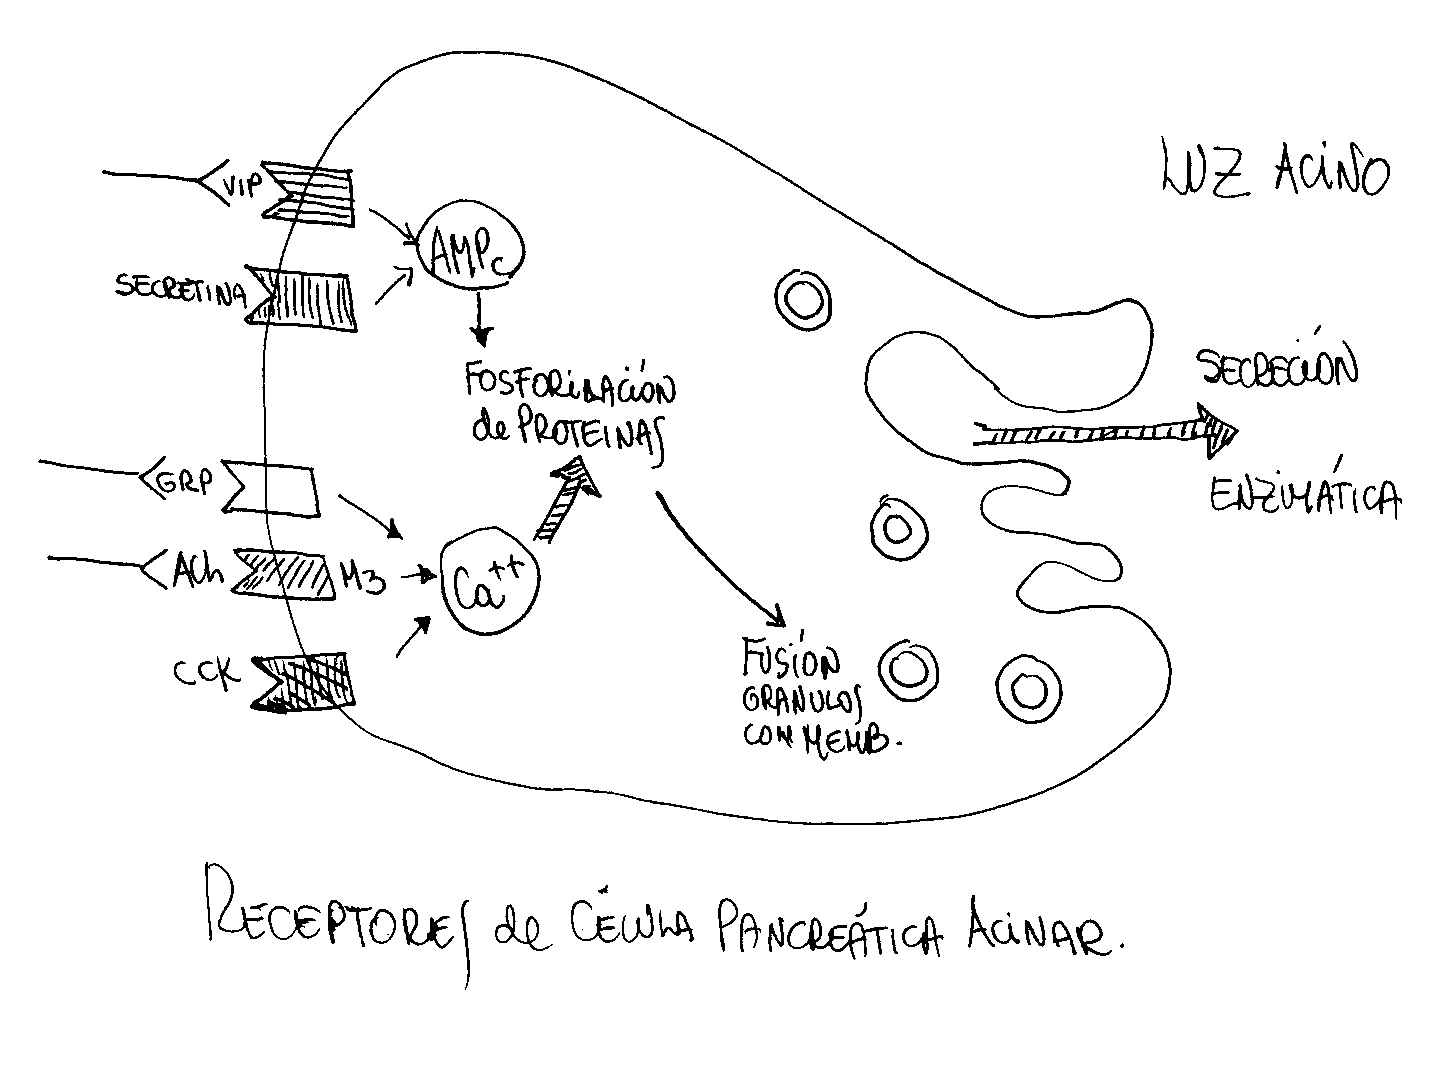 LUZ ACINO
VIP
SECRETINA
AMPc
FOSFORILACIÓN
de PROTEINAS
SECRECIÓN
ENZIMÁTICA
GRP
ACh
M3
Ca++
CCK
FUSIÓN
GRANULOS
CON MEMB.
RECEPTORES de CÉLULA PANCREÁTICA ACINAR.